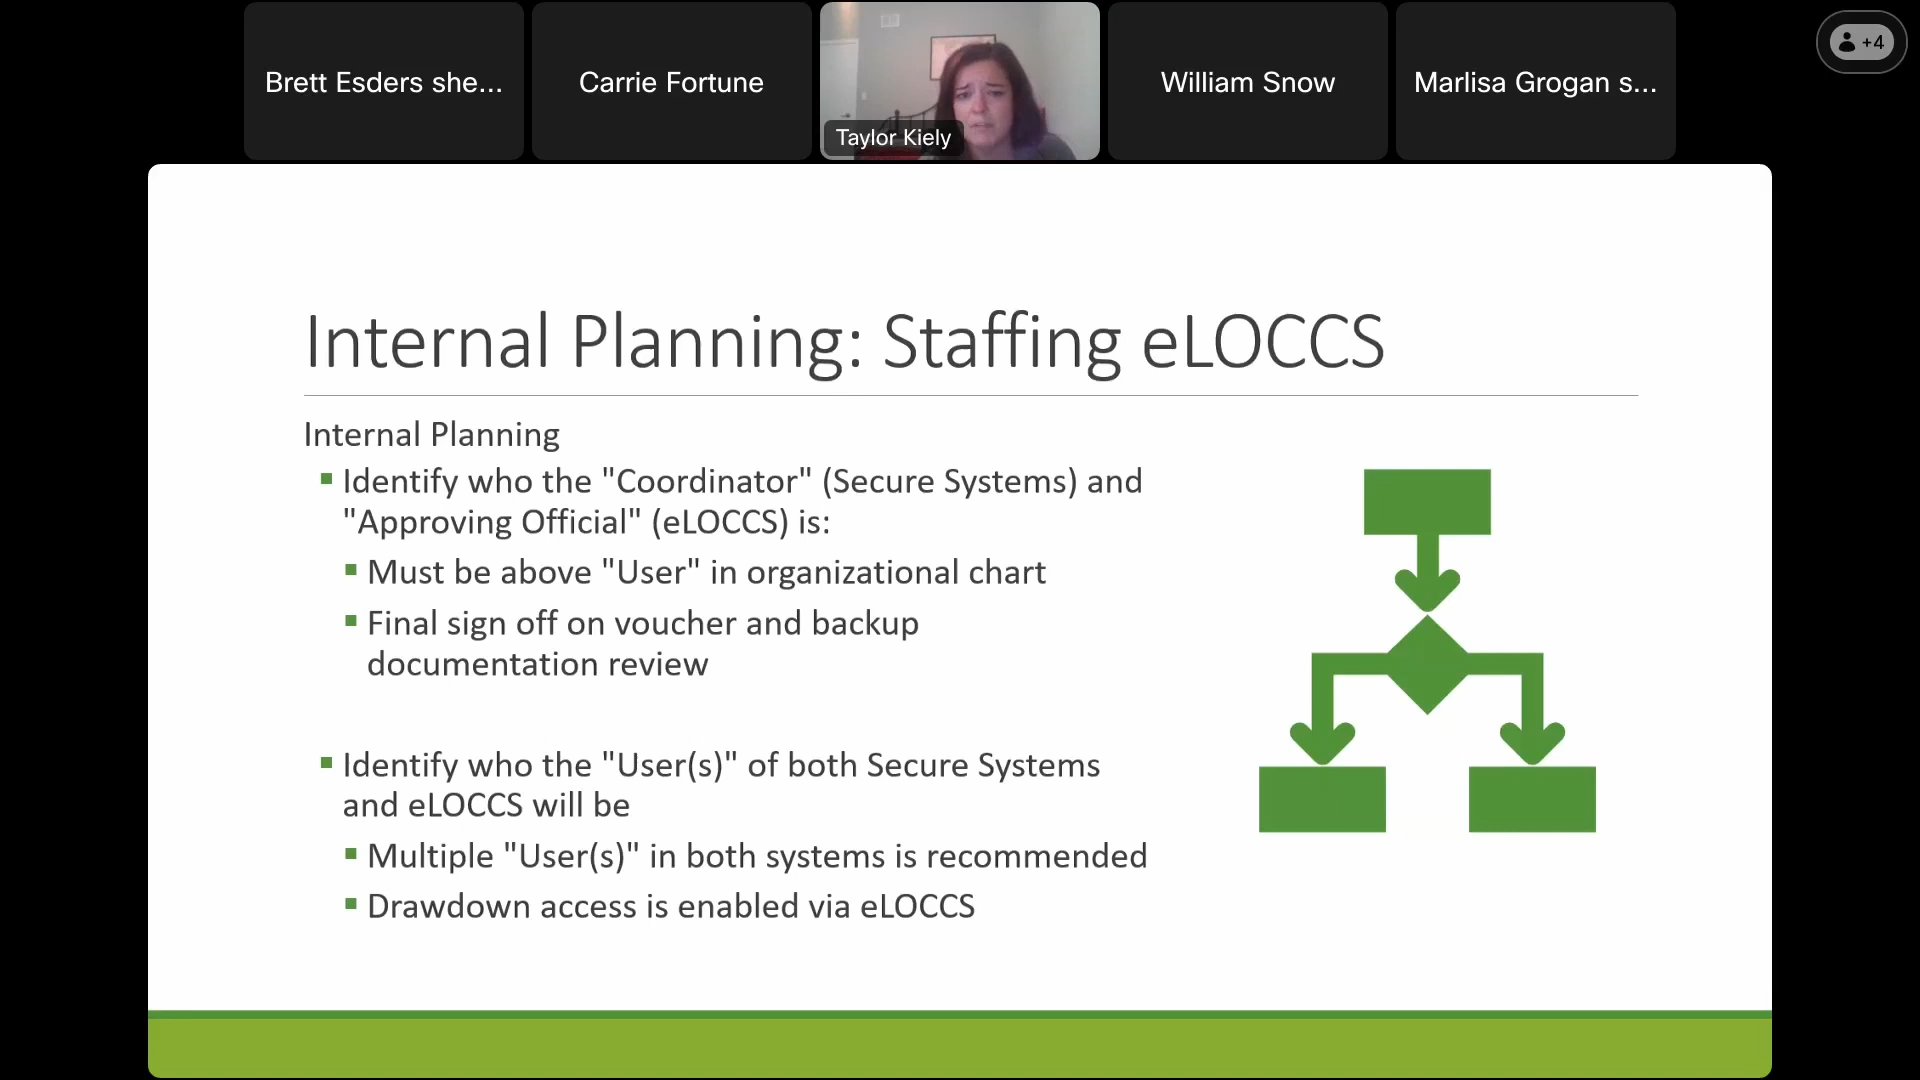 Brett Esders she...
Carrie Fortune
Taylor Kiely
William Snow
Marlisa Grogan s...
+4
Internal Planning: Staffing eLOCCS
Internal Planning
Identify who the "Coordinator" (Secure Systems) and
"Approving Official" (eLOCCS) is:
Must be above "User" in organizational chart
Final sign off on voucher and backup
documentation review
Identify who the "User(s)" of both Secure Systems
and eLOCCS will be
Multiple "User(s)" in both systems is recommended
Drawdown access is enabled via eLOCCS